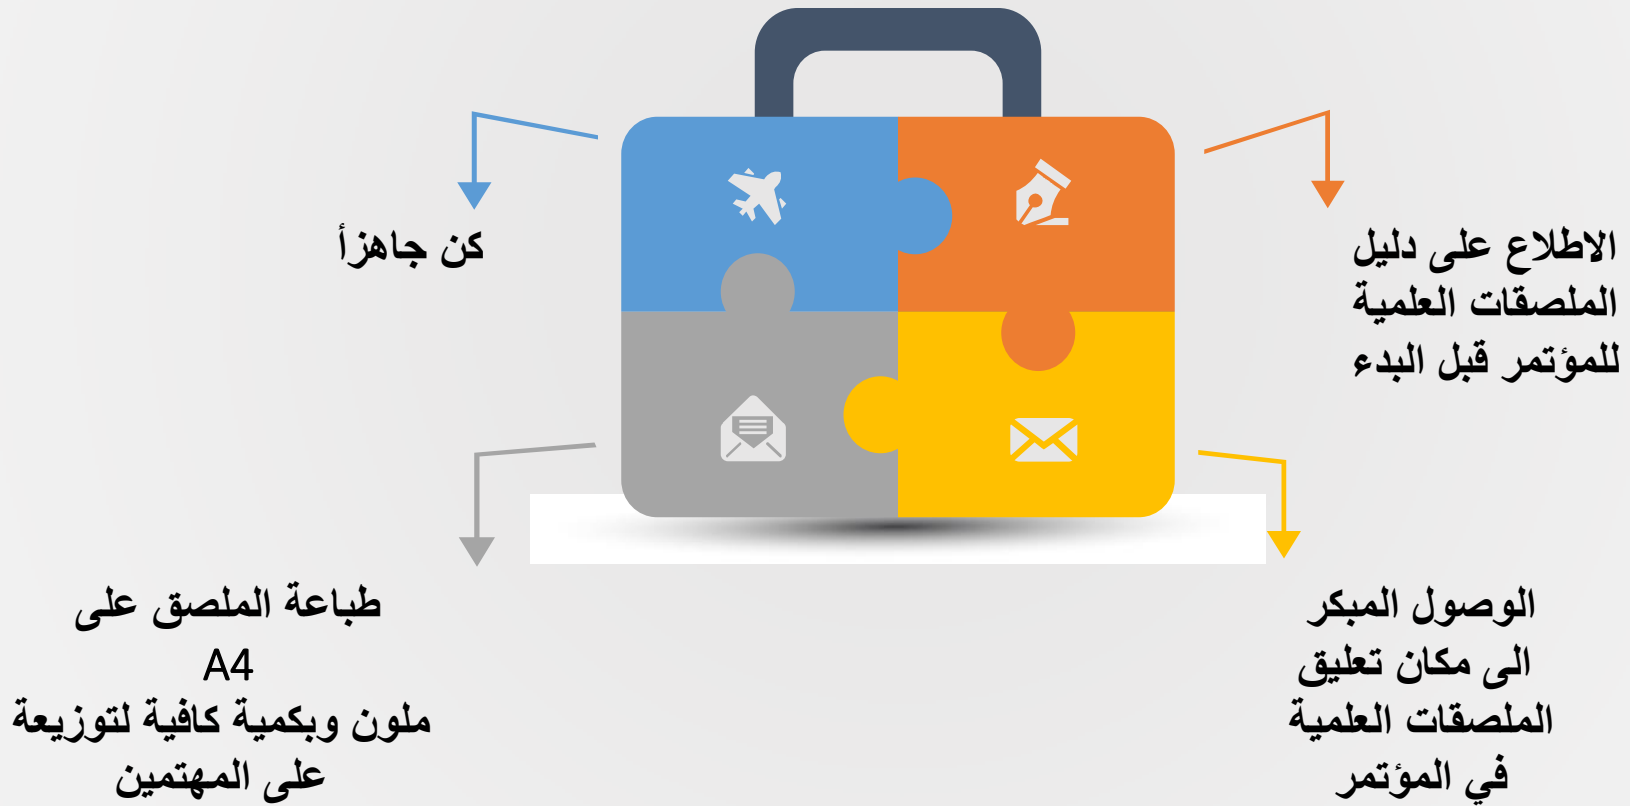 الاطلاع على دليل
الملصقات العلمية
للمؤتمر قبل البدء
كن جاهزأ
الوصول المبكر
الى مكان تعليق
الملصقات العلمية
في المؤتمر
طباعة الملصق على
A4
ملون وبكمية كافية لتوزيعة
على المهتمين